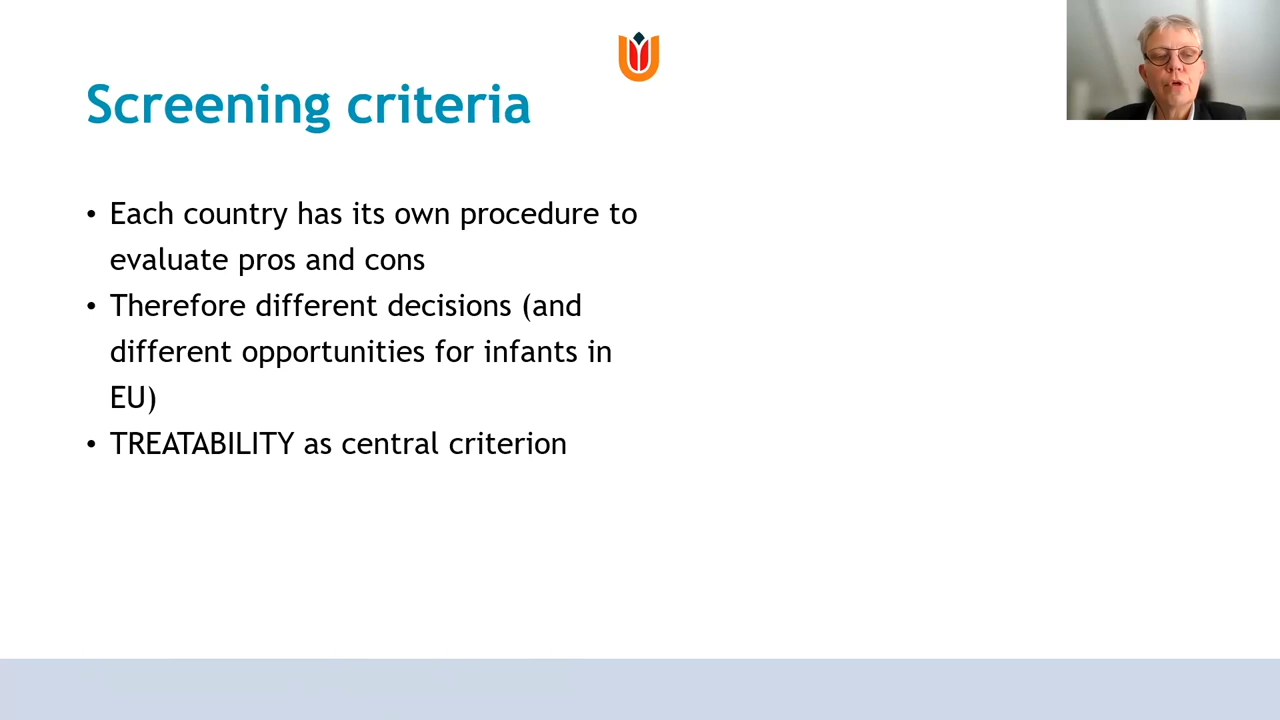 Screening criteria
• Each country has its own procedure to
evaluate pros and cons
• Therefore different decisions (and
different opportunities for infants in
EU)
• TREATABILITY as central criterion